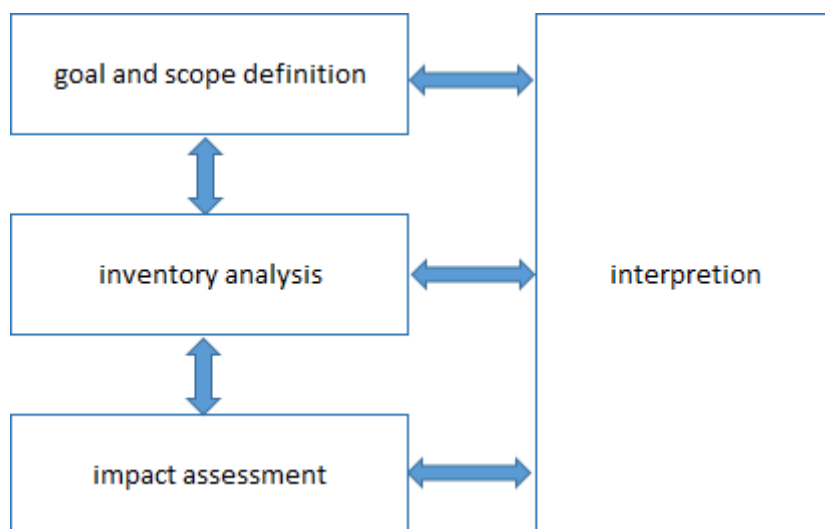 goal and scope definition
inventory analysis
interpretion
impact assessment